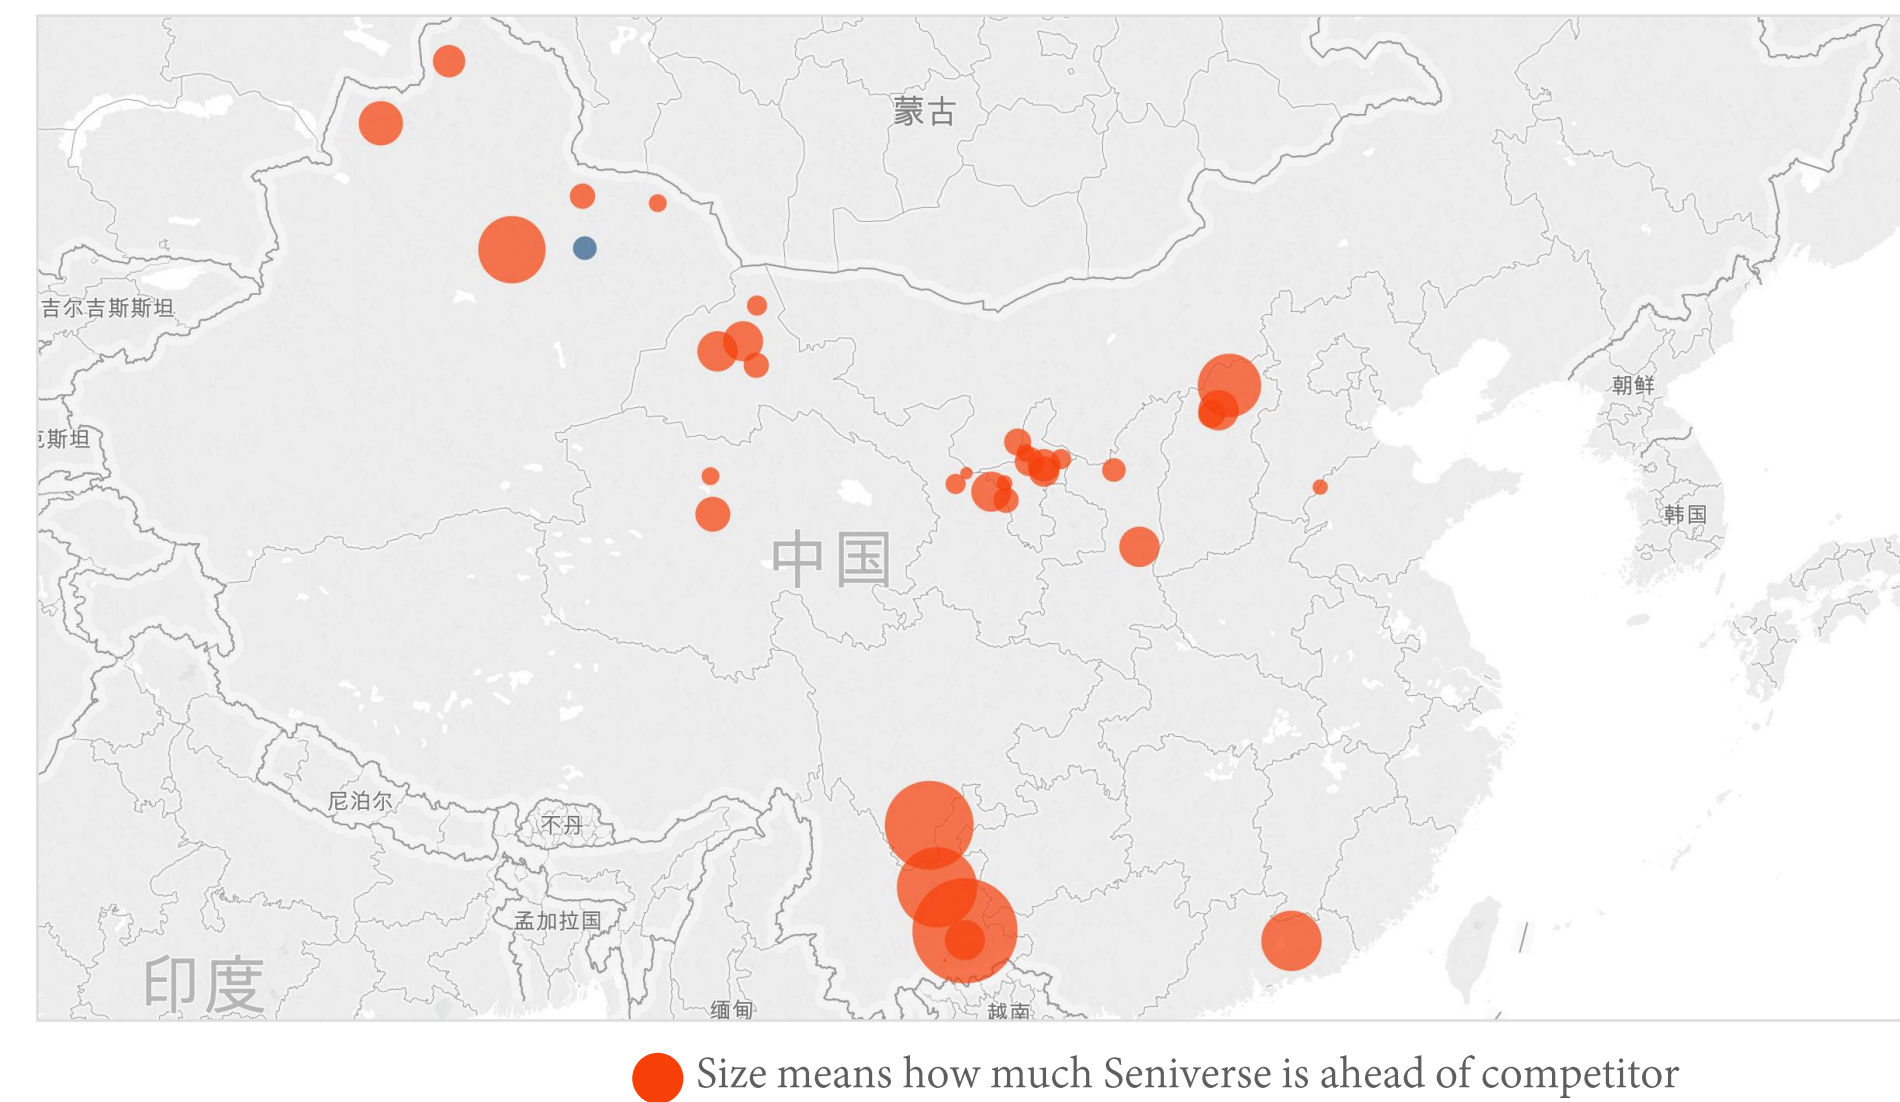 蒙古
吉尔吉斯斯坦
朝鲜
斯坦
韩国
中国
尼泊尔
不丹
孟加拉国
印度
缅甸
越南
Size means how much Seniverse is ahead of competitor